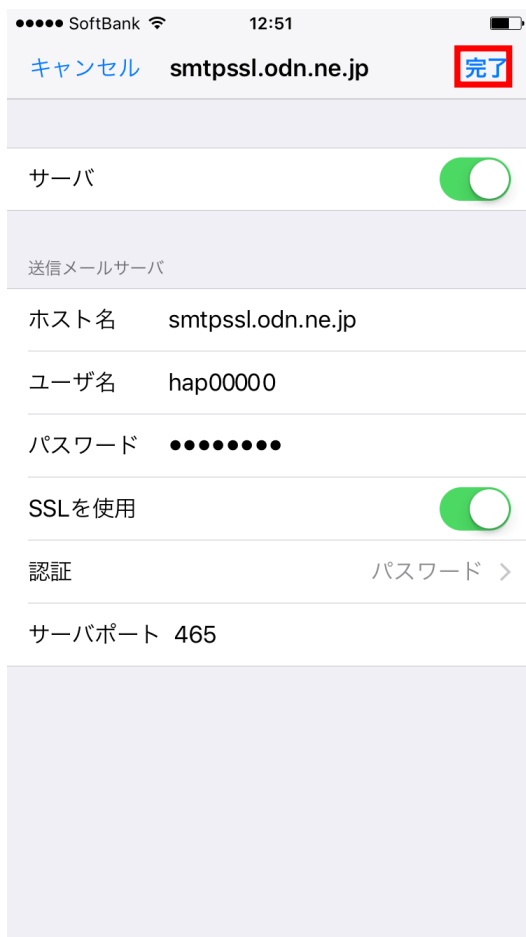 SoftBank 12:51
キャンセル smtpssl.odn.ne.jp 完了
サーバ
送信メールサーバ
ホスト名 smtpssl.odn.ne.jp
ユーザ名 hap00000
パスワード ●●●●●●●●
SSLを使用
認証 パスワード
サーバポート 465